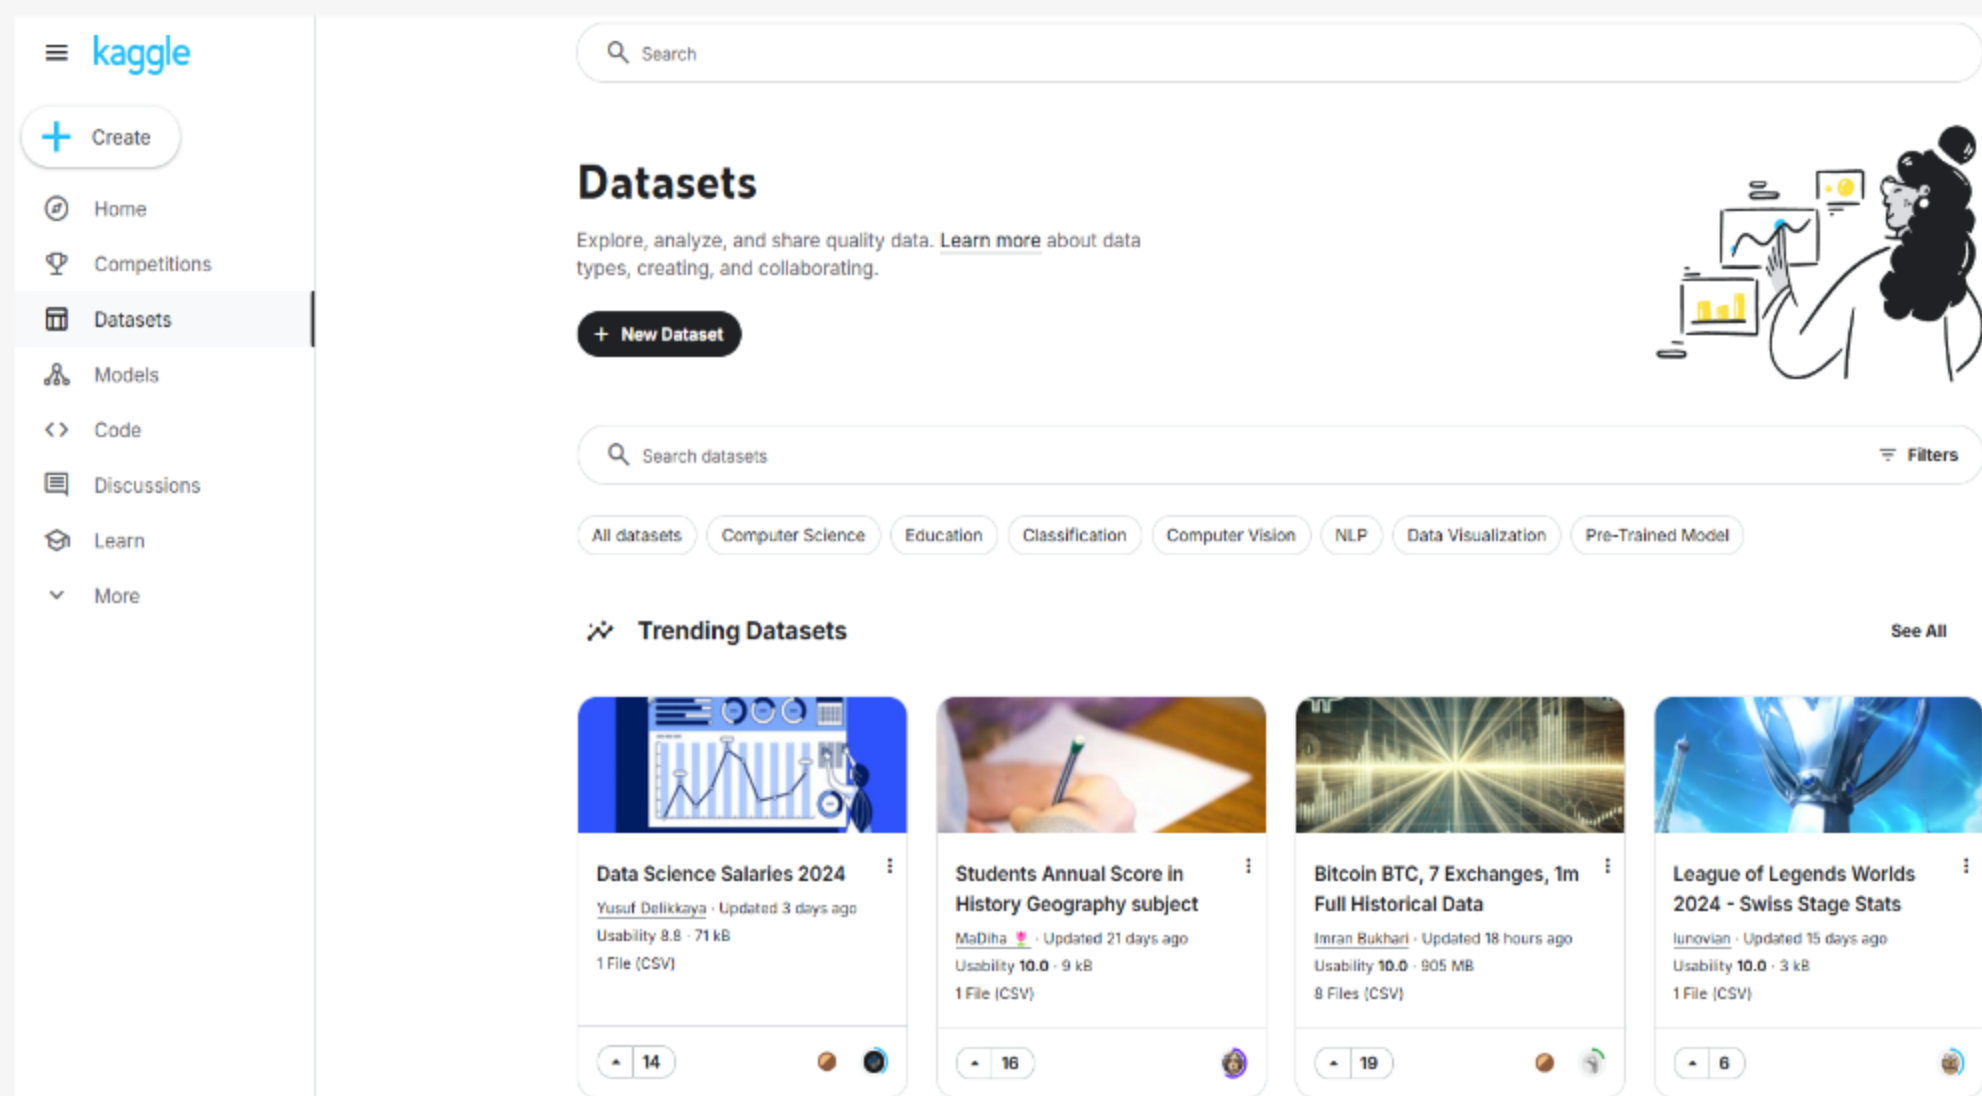 kaggle
Search
Create
Home
Competitions
Datasets
Models
Code
Discussions
Learn
More
Datasets
Explore, analyze, and share quality data. Learn more about data
types, creating, and collaborating.
+ New Dataset
Search datasets
Filters
All datasets
Computer Science
Education
Classification
Computer Vision
NLP
Data Visualization
Pre-Trained Model
Trending Datasets
See All
Data Science Salaries 2024
Yusuf Delikkaya · Updated 3 days ago
Usability 8.8 · 71 kB
1 File (CSV)
14
Students Annual Score in
History Geography subject
MaDiha 🌷 · Updated 21 days ago
Usability 10.0 · 9 kB
1 File (CSV)
16
Bitcoin BTC, 7 Exchanges, 1m
Full Historical Data
Imran Bukhari · Updated 18 hours ago
Usability 10.0 · 905 MB
8 Files (CSV)
19
League of Legends Worlds
2024 - Swiss Stage Stats
lunovian · Updated 15 days ago
Usability 10.0 · 3 kB
1 File (CSV)
6